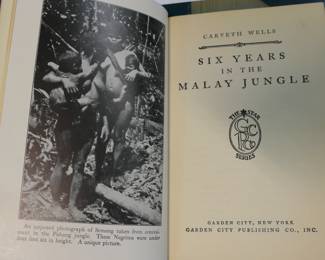 An unposed photograph of Semang taken from concealment
ment in the Pahang jungle. These Negritos were under
four feet six in height. A unique picture.
CARVETH WELLS
SIX YEARS
IN THE
MALAY JUNGLE
THE STAR
SERIES
GARDEN CITY, NEW YORK
GARDEN CITY PUBLISHING CO., INC.